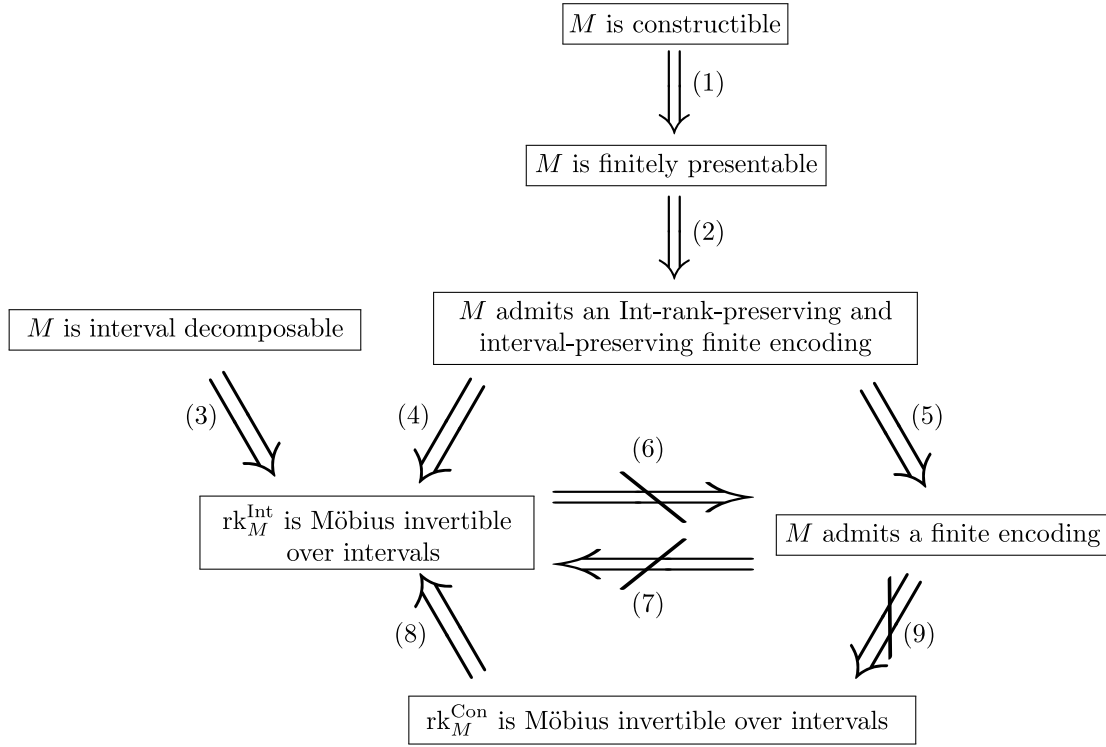 M is constructible
(1)
M is finitely presentable
(2)
M admits an Int-rank-preserving and
interval-preserving finite encoding
M is interval decomposable
(3)
(4)
(5)
(6)
rk_M^Int is Möbius invertible
over intervals
M admits a finite encoding
(7)
(8)
(9)
rk_M^Con is Möbius invertible over intervals